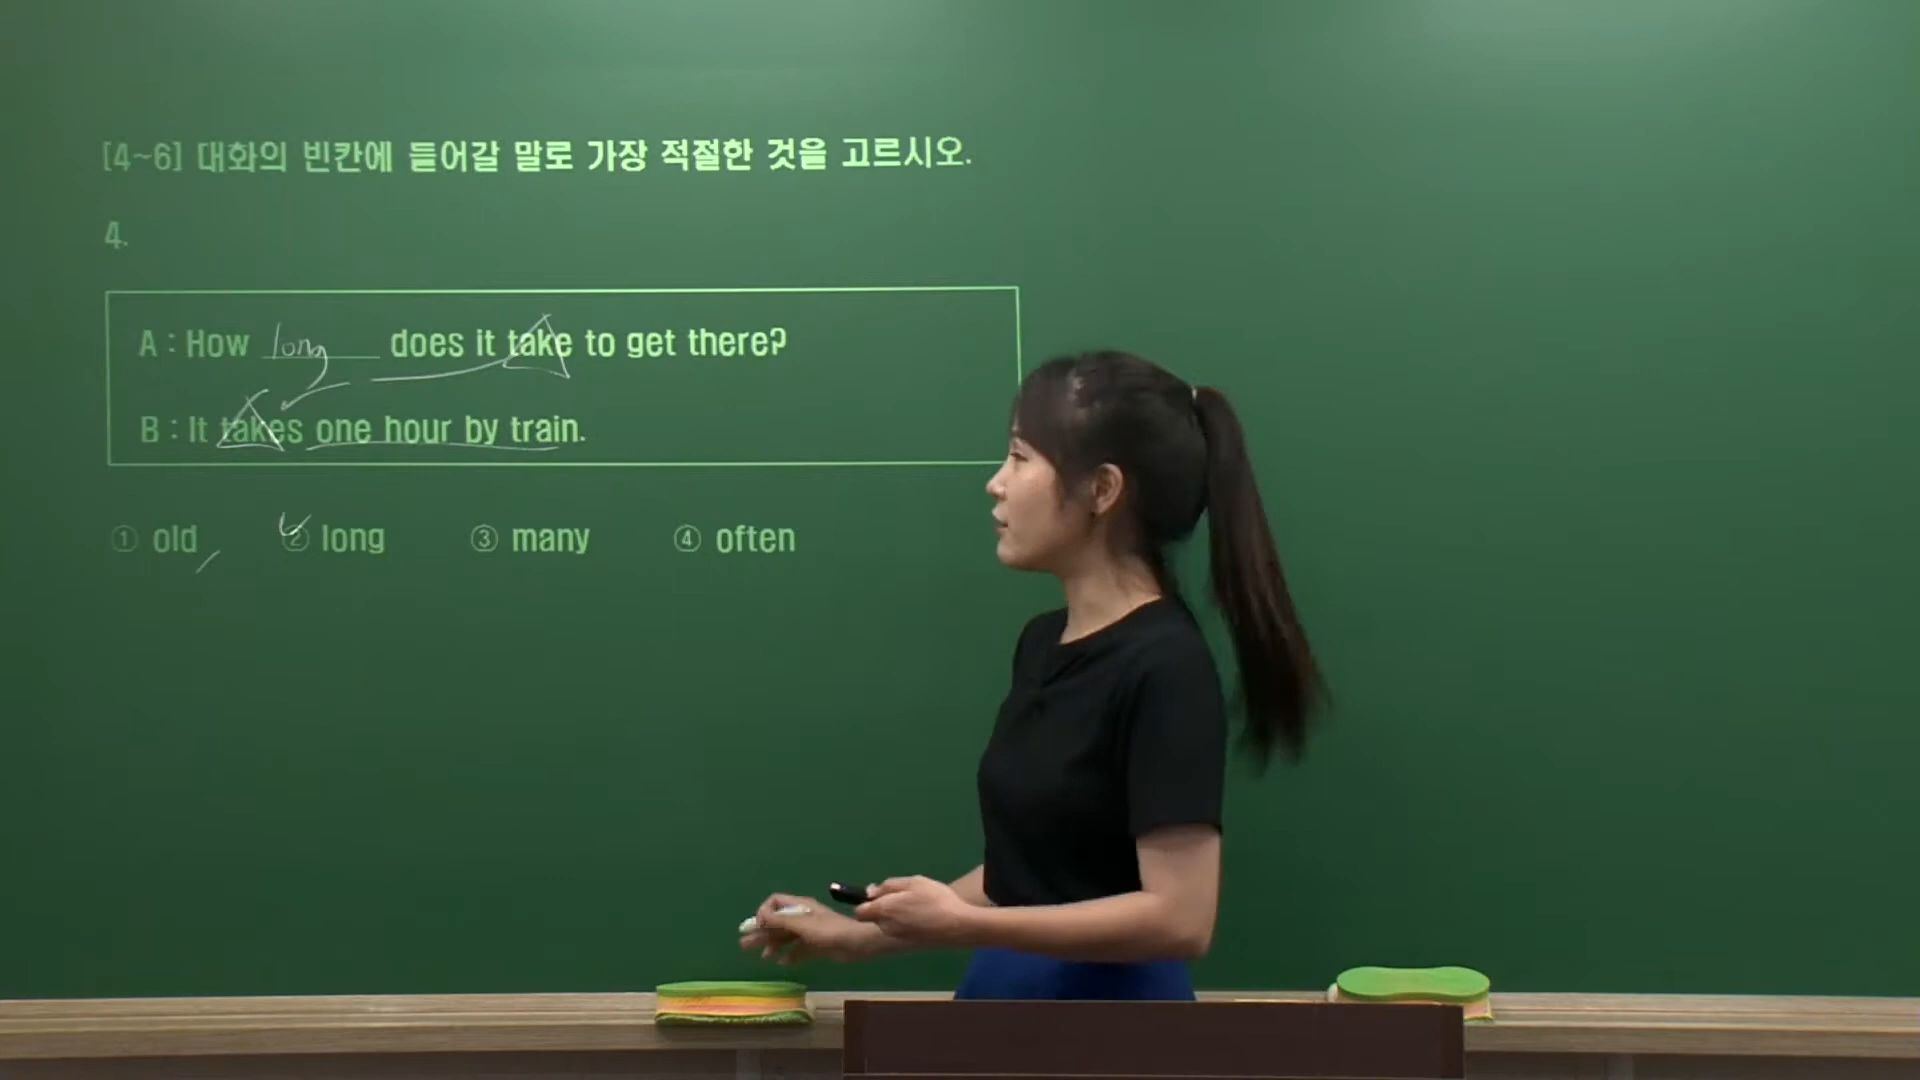 [4~6] 대화의 빈칸에 들어갈 말로 가장 적절한 것을 고르시오.
4.
A : How long does it take to get there?
B : It takes one hour by train.
① old ② long ③ many ④ often